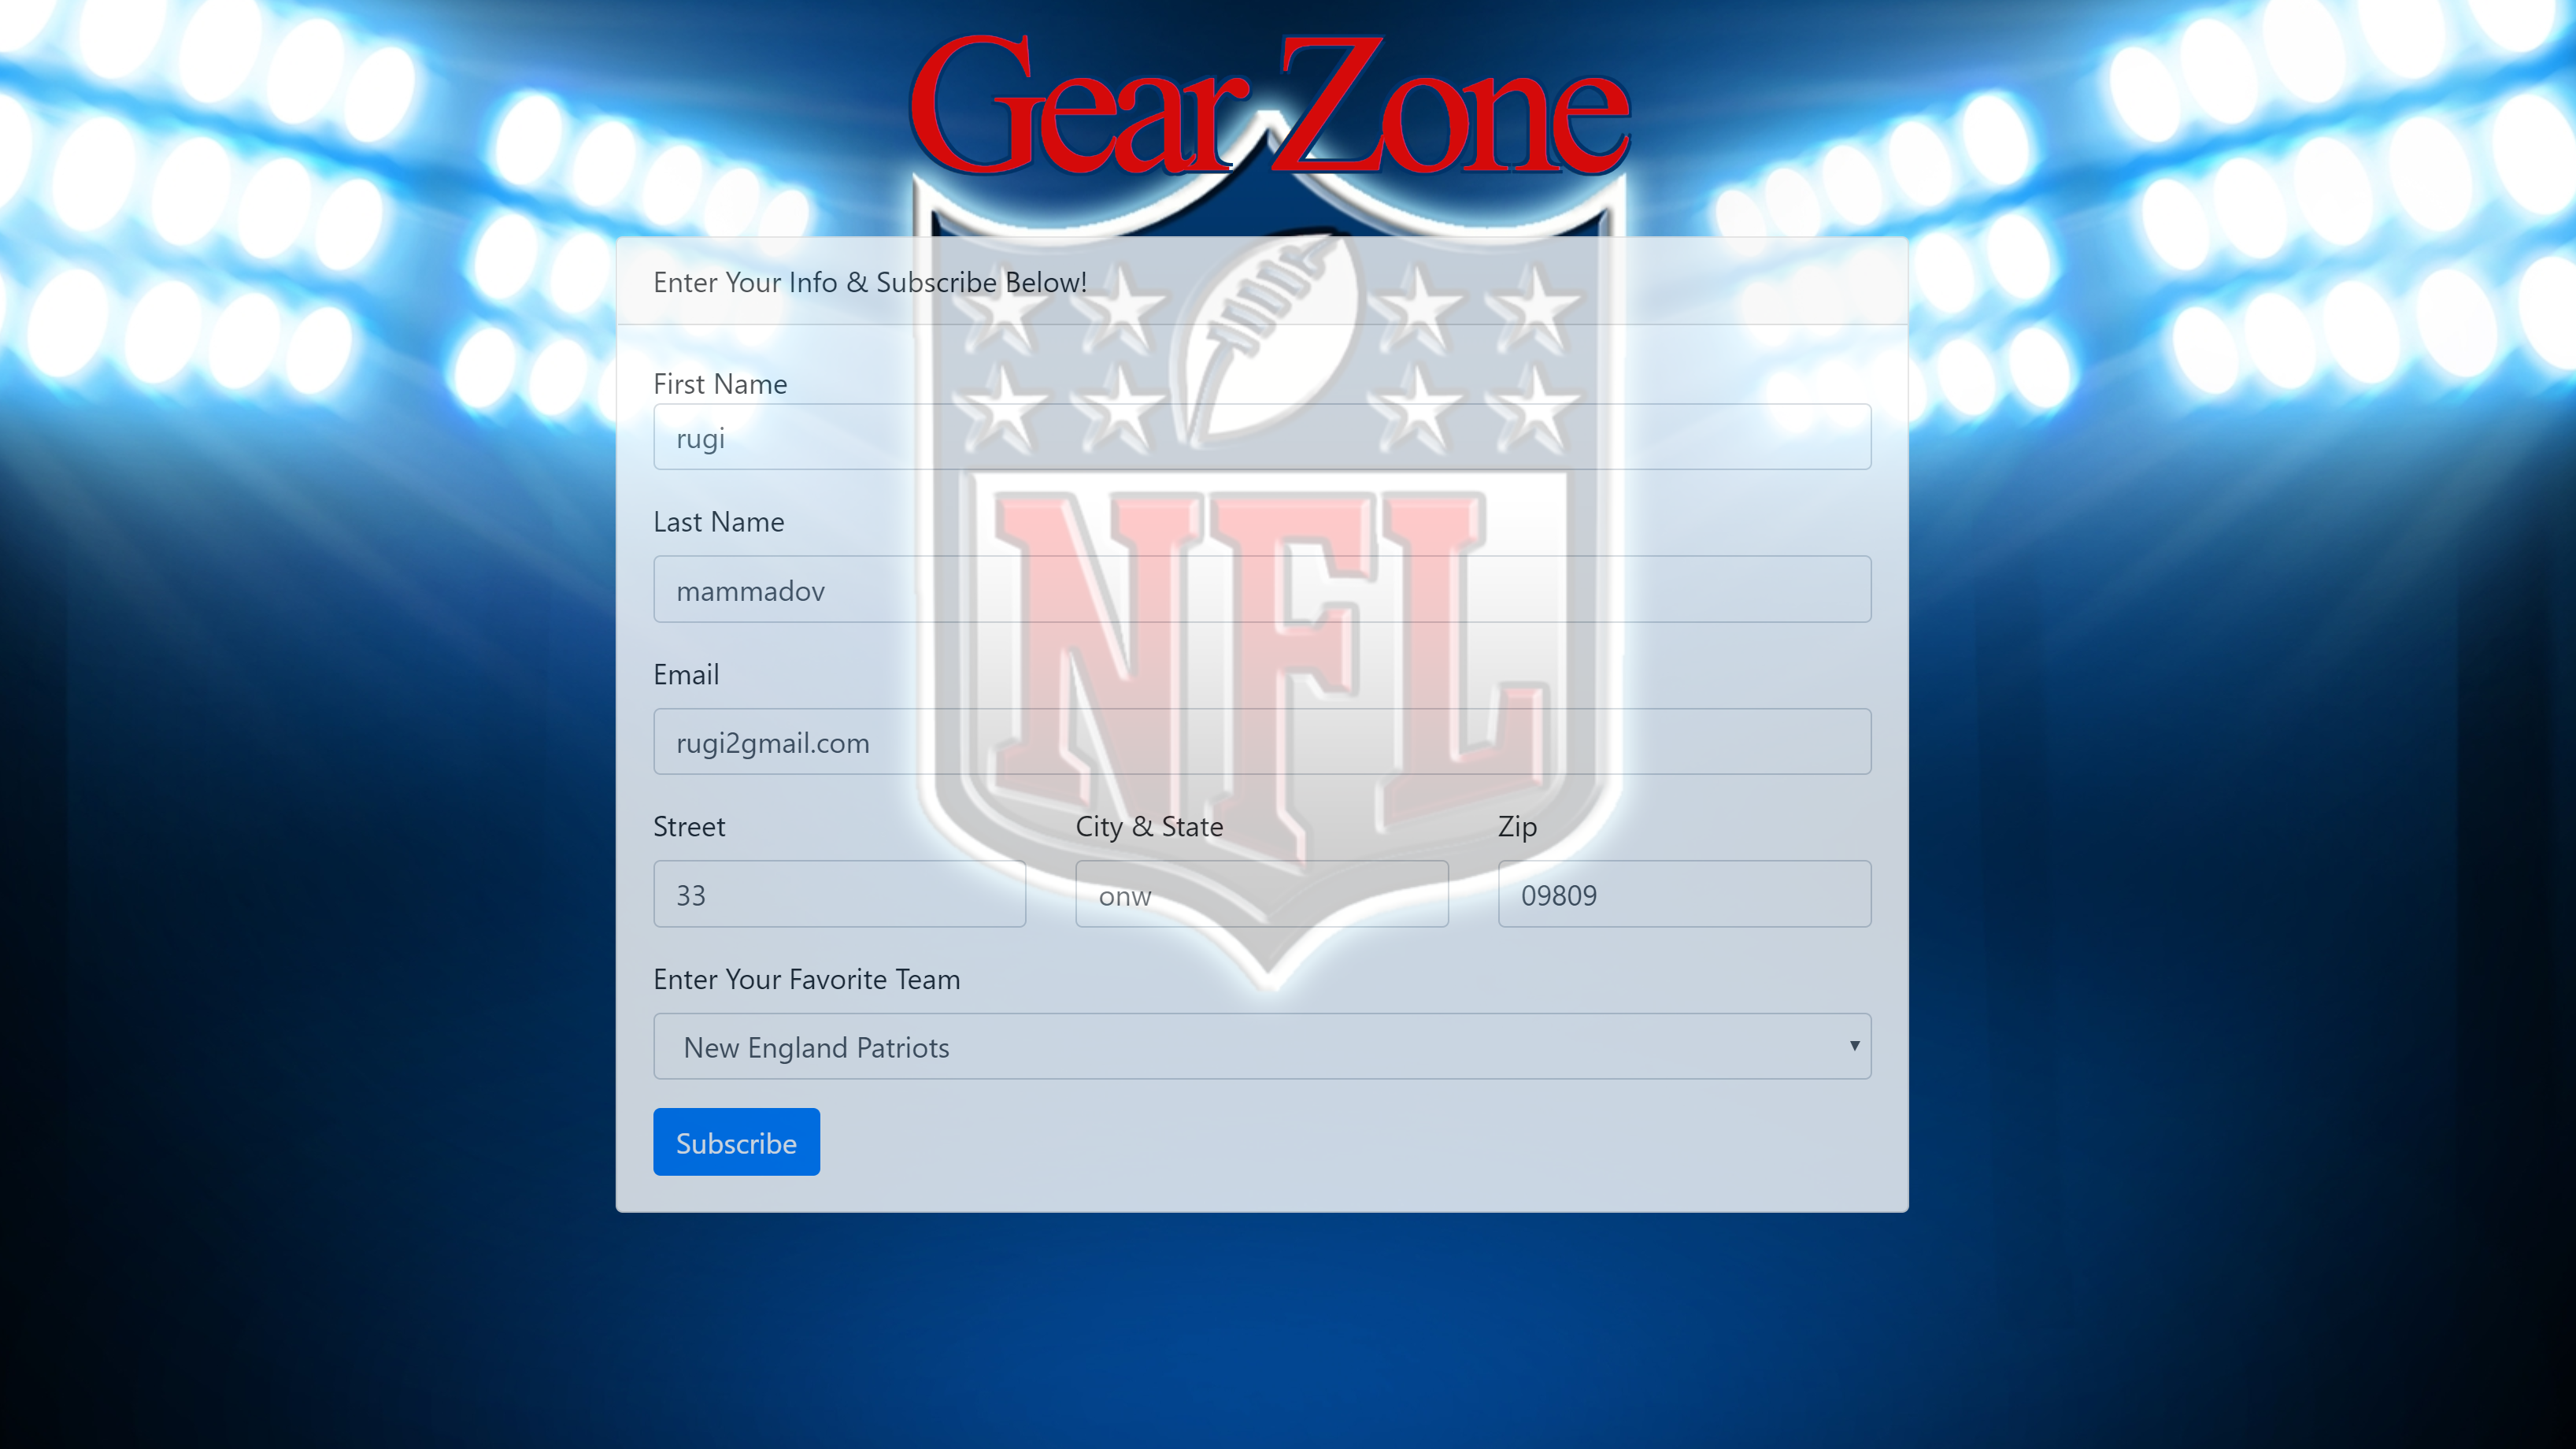 Gear Zone
Enter Your Info & Subscribe Below!
First Name
rugi
NFL
Last Name
mammadov
Email
rugi2gmail.com
Street City & State Zip
33 onw 09809
Enter Your Favorite Team
New England Patriots
Subscribe